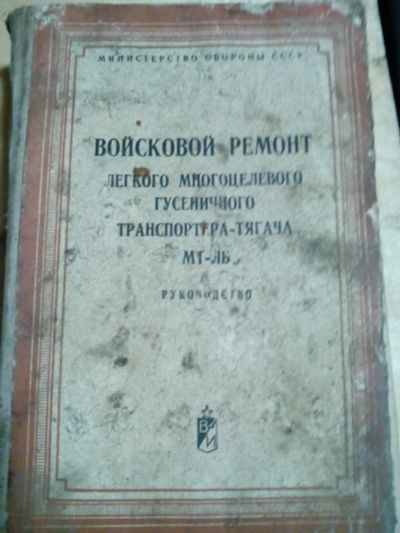 МИНИСТЕРСТВО ОБОРОНЫ СССР
ВОЙСКОВОЙ РЕМОНТ
ЛЕГКОГО МНОГОЦЕЛЕВОГО
ГУСЕНИЧНОГО
ТРАНСПОРТЕРА-ТЯГАЧА
МТ-ЛБ
РУКОВОДСТВО
ВИ